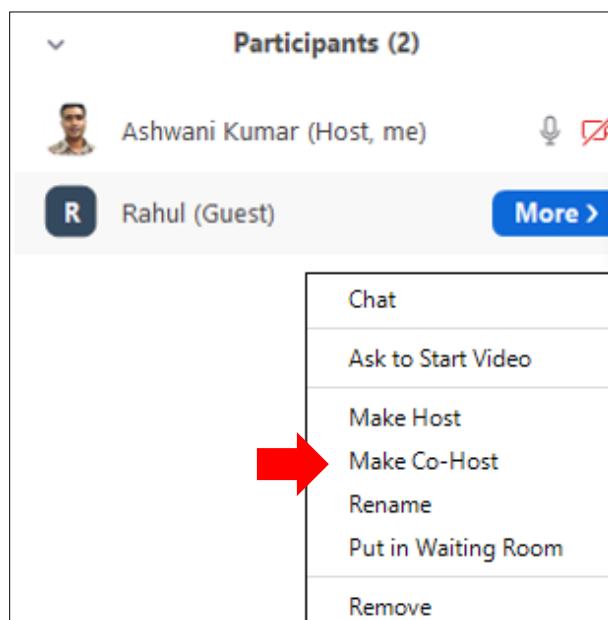 Participants (2)
Ashwani Kumar (Host, me)
R Rahul (Guest) More >
Chat
Ask to Start Video
Make Host
Make Co-Host
Rename
Put in Waiting Room
Remove